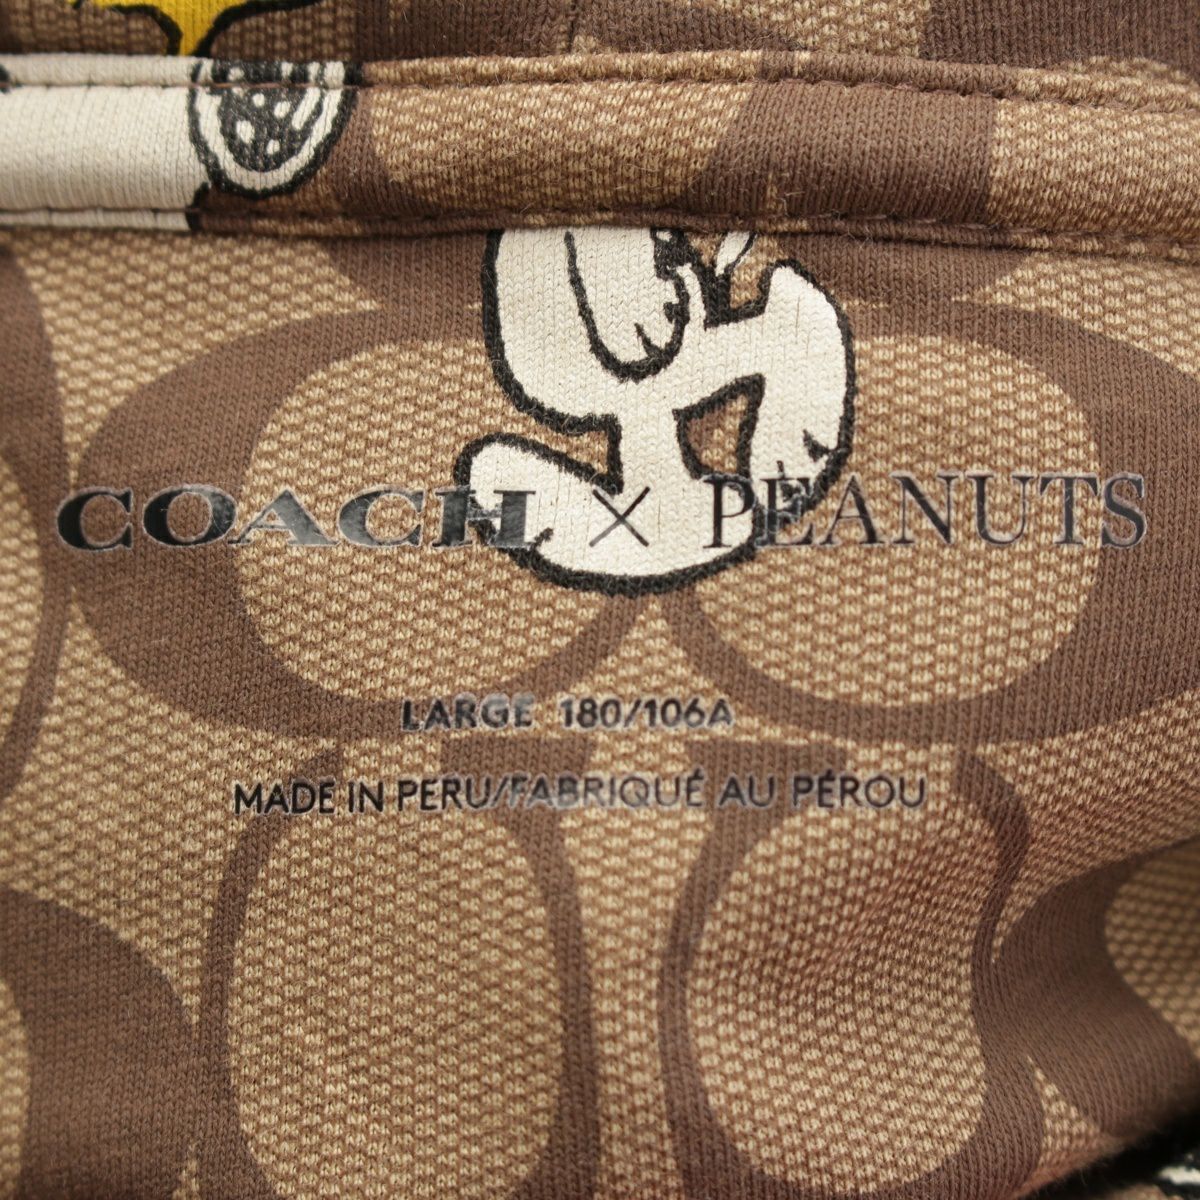 COACH × PEANUTS
LARGE 180/106A
MADE IN PERU/FABRIQUÉ AU PÉROU